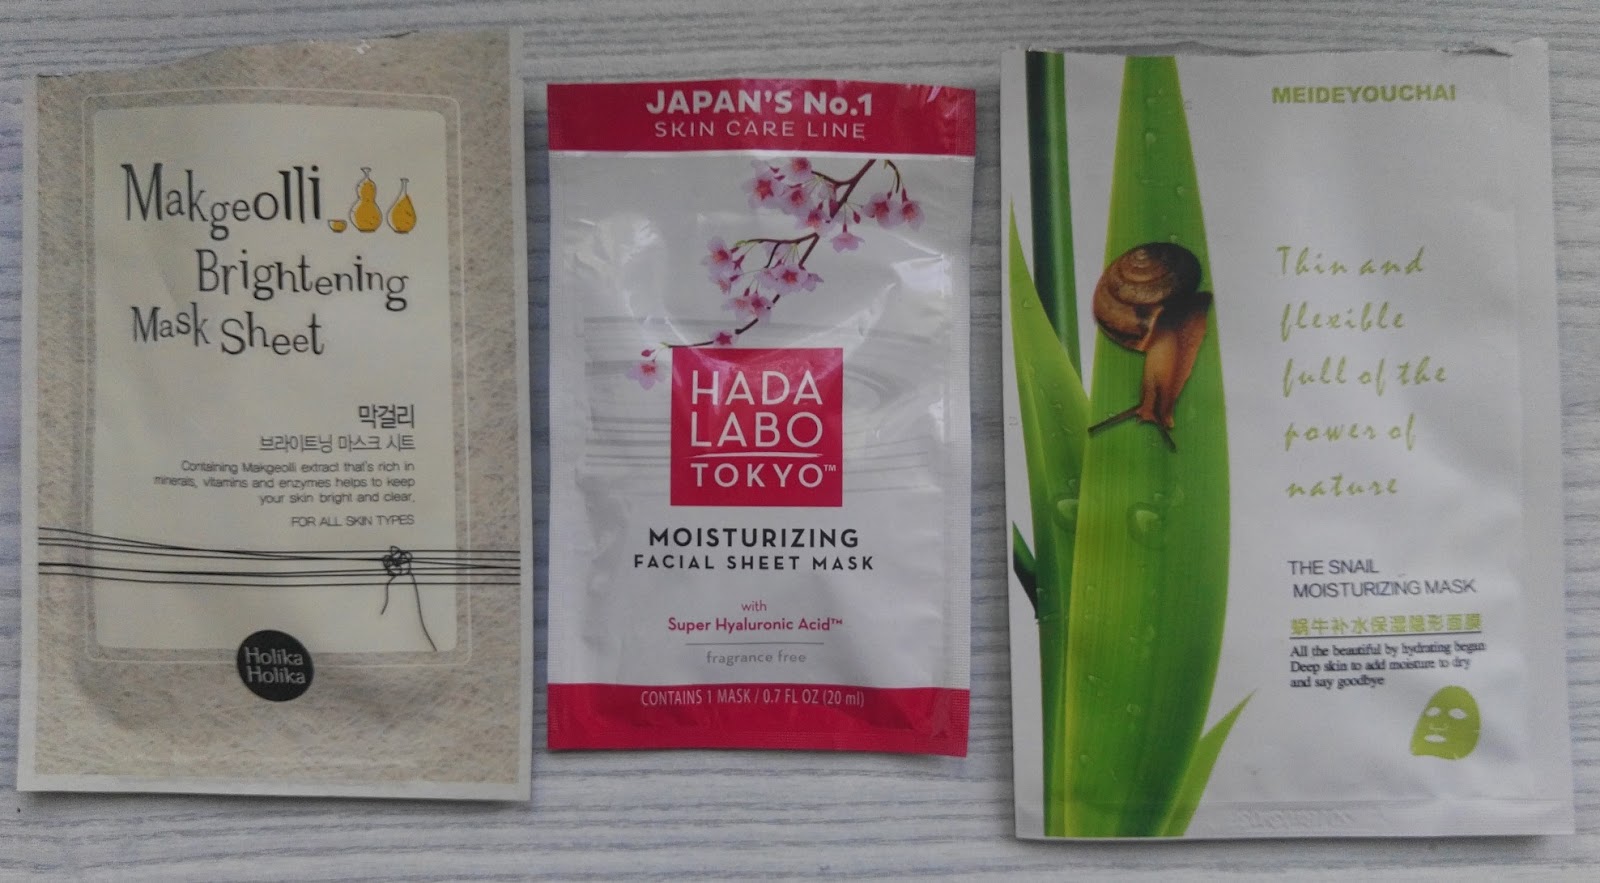 Makgeolli
Brightening
Mask Sheet
막걸리
브라이트닝 마스크 시트
Containing Makgeolli extract that's rich in
minerals, vitamins and enzymes helps to keep
your skin bright and clear.
FOR ALL SKIN TYPES
Holika
Holika
JAPAN'S No.1
SKIN CARE LINE
HADA
LABO
TOKYO™
MOISTURIZING
FACIAL SHEET MASK
with
Super Hyaluronic Acid™
fragrance free
CONTAINS 1 MASK / 0.7 FL OZ (20 ml)
MEIDEYOUCHAI
Thin and
flexible
full of the
power of
nature
THE SNAIL
MOISTURIZING MASK
蜗牛补水保湿隐形面膜
All the beautiful by hydrating began
Deep skin to add moisture to dry
and say goodbye